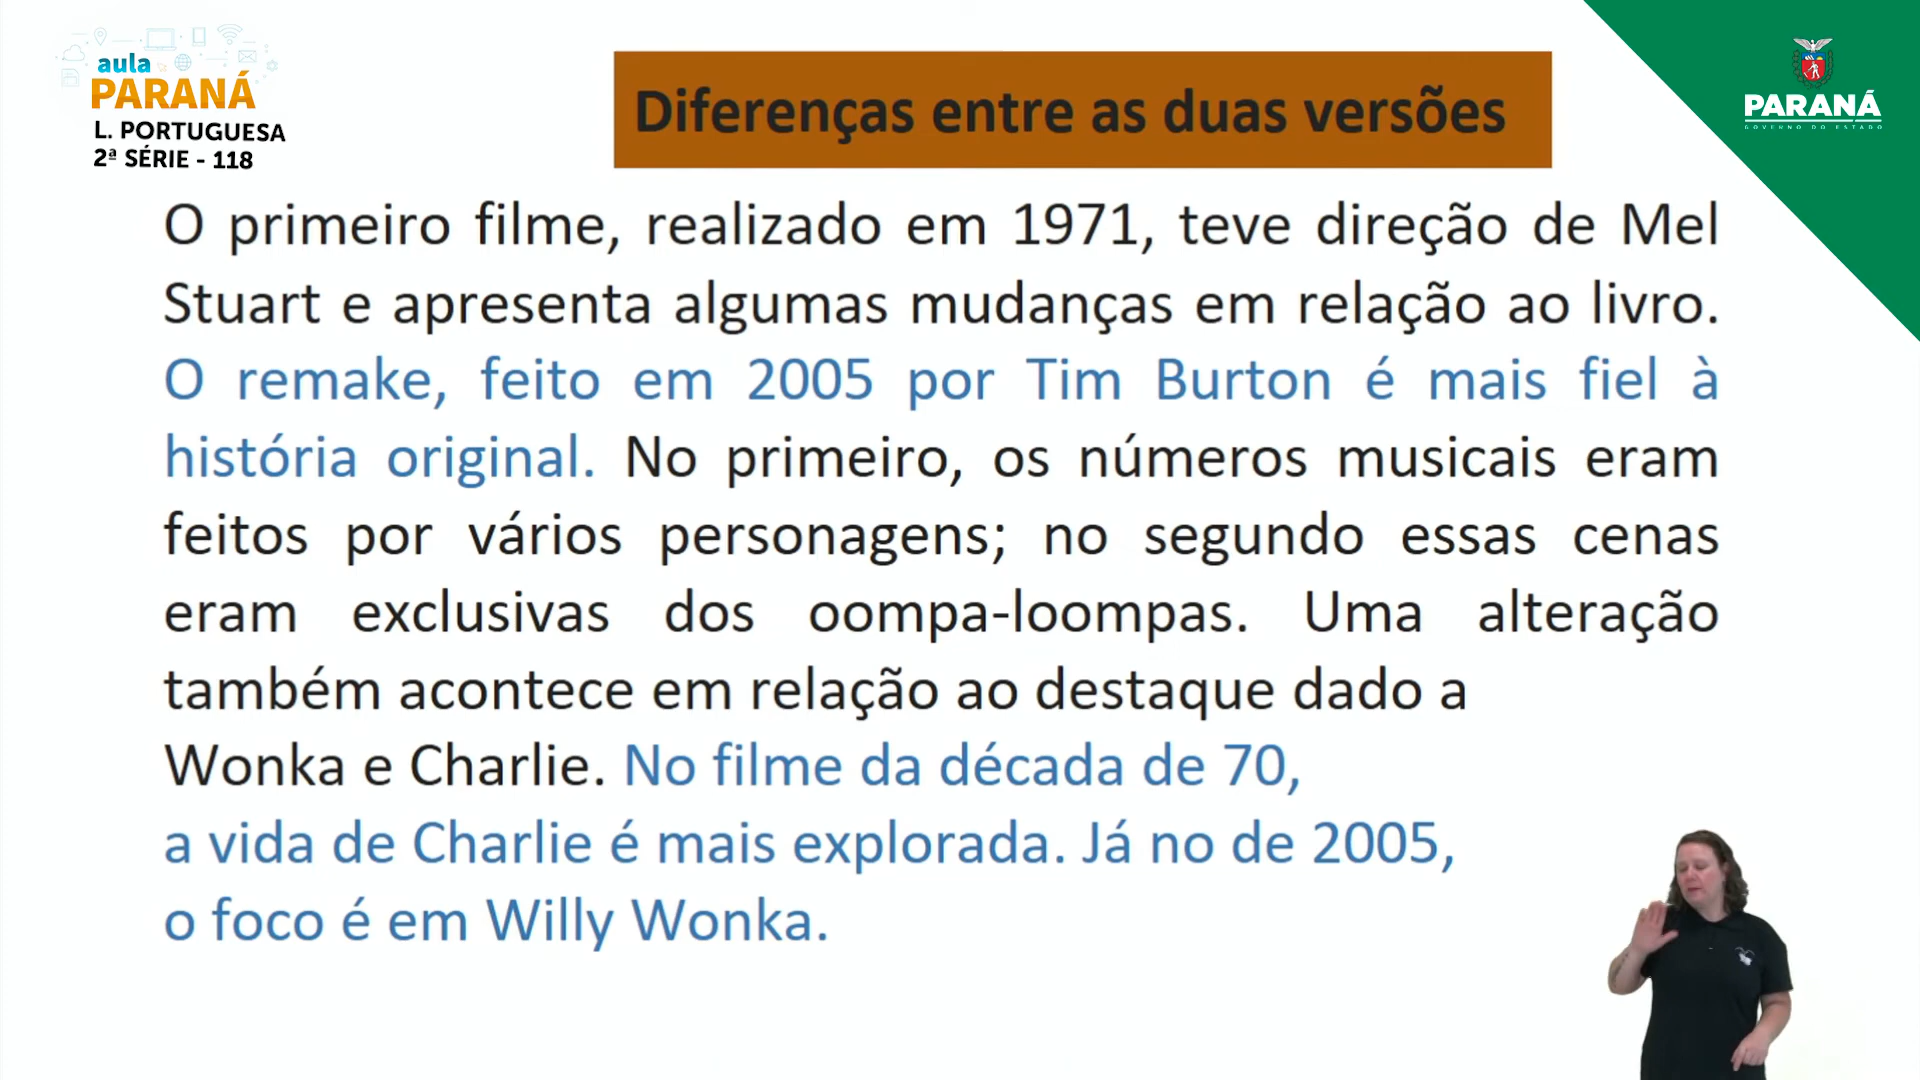 aula
PARANÁ
L. PORTUGUESA
2ª SÉRIE - 118
Diferenças entre as duas versões
PARANÁ
GOVERNO DO ESTADO
O primeiro filme, realizado em 1971, teve direção de Mel
Stuart e apresenta algumas mudanças em relação ao livro.
O remake, feito em 2005 por Tim Burton é mais fiel à
história original. No primeiro, os números musicais eram
feitos por vários personagens; no segundo essas cenas
eram exclusivas dos oompa-loompas. Uma alteração
também acontece em relação ao destaque dado a
Wonka e Charlie. No filme da década de 70,
a vida de Charlie é mais explorada. Já no de 2005,
o foco é em Willy Wonka.